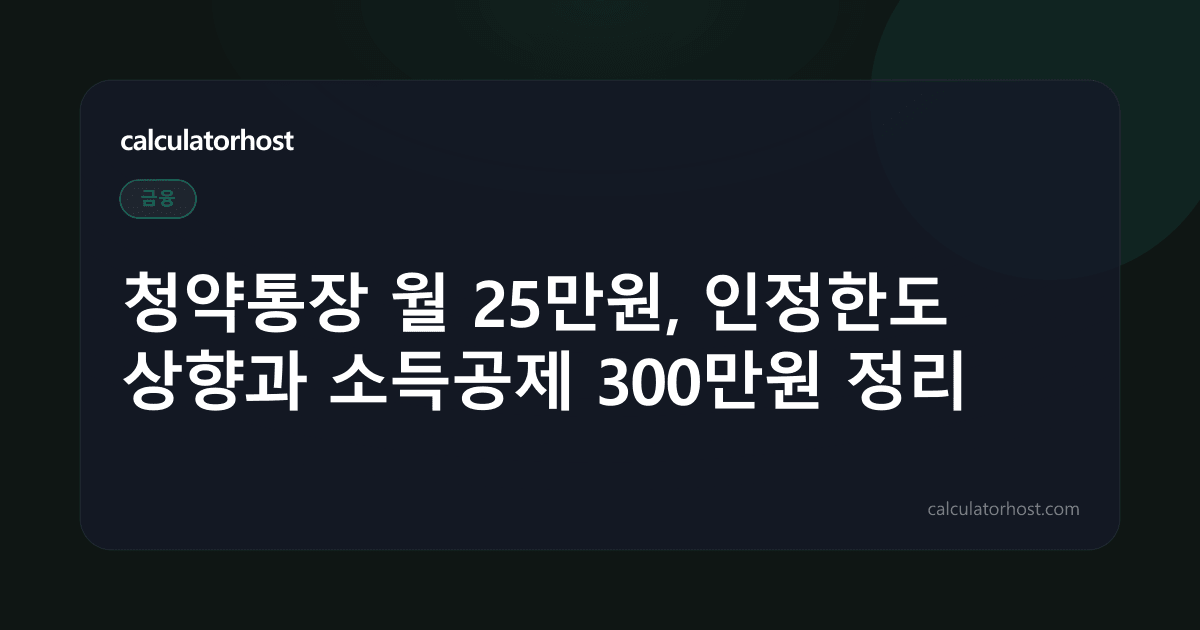 calculatorhost
금융
청약통장 월 25만원, 인정한도
상향과 소득공제 300만원 정리
calculatorhost.com